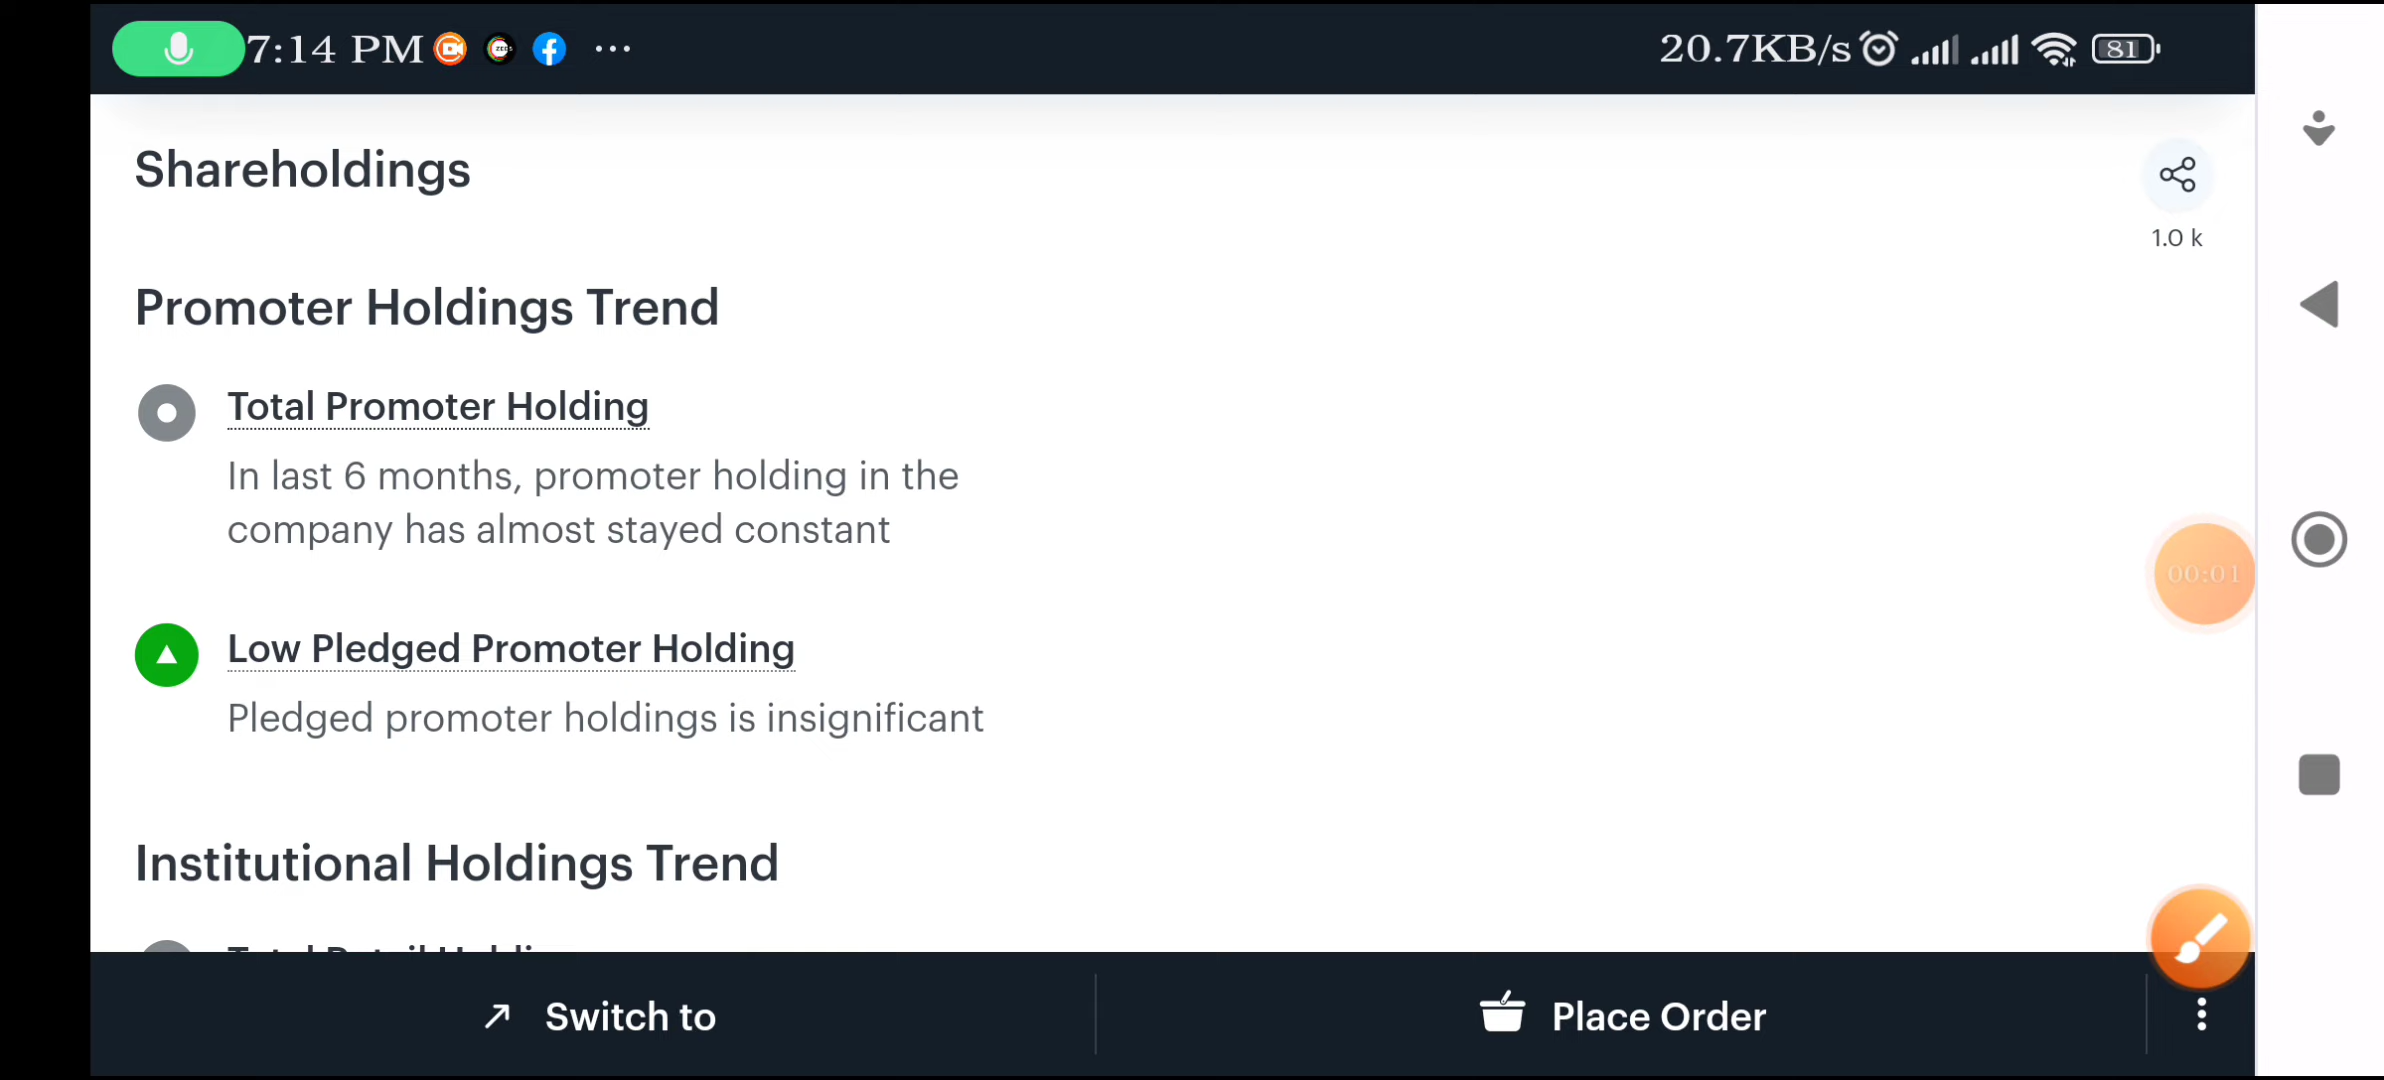 7:14 PM ... 20.7KB/s 81
Shareholdings
1.0 k
Promoter Holdings Trend
Total Promoter Holding
In last 6 months, promoter holding in the
company has almost stayed constant
00:01
Low Pledged Promoter Holding
Pledged promoter holdings is insignificant
Institutional Holdings Trend
Switch to
Place Order